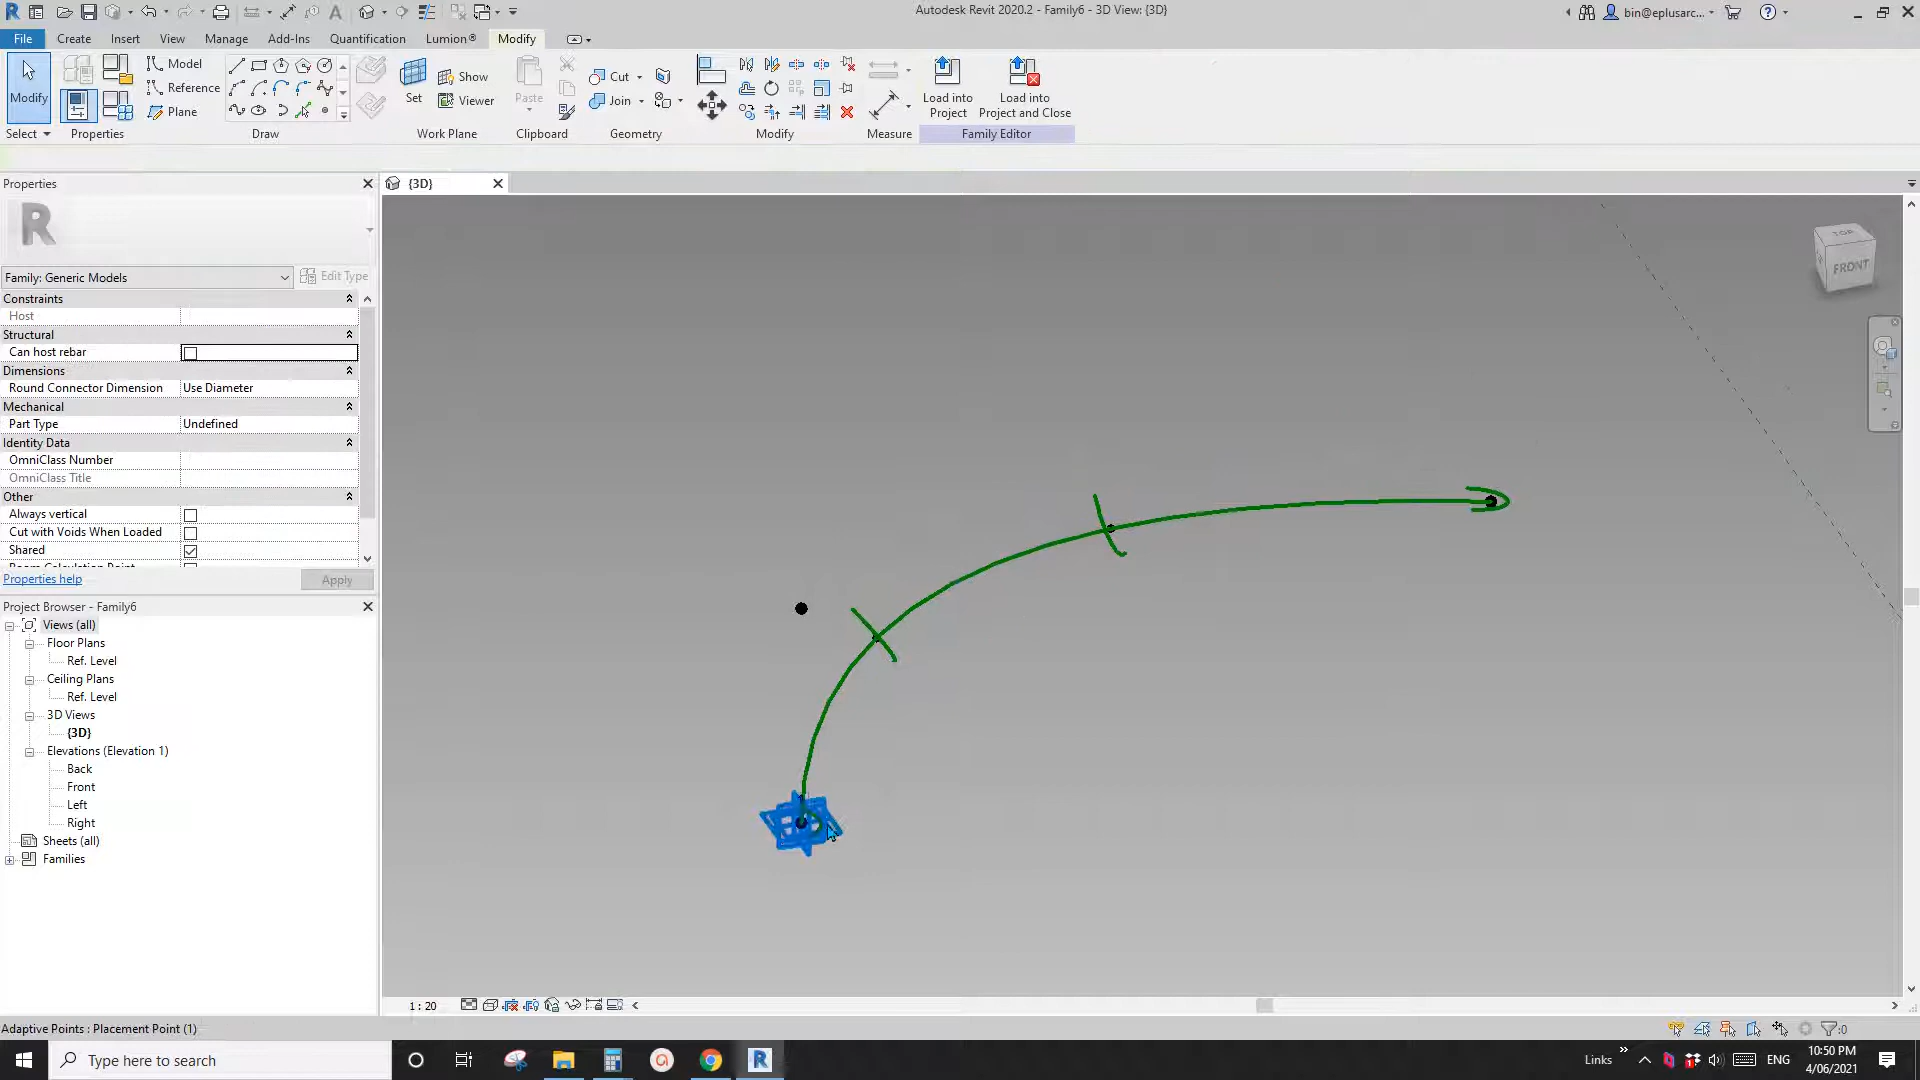 Autodesk Revit 2020.2 - Family6 - 3D View: {3D}
bin@eplusarc...
File
Create
Insert
View
Manage
Add-Ins
Quantification
Lumion®
Modify
Modify
Select
Properties
Model
Reference
Plane
Draw
Set
Show
Viewer
Work Plane
Paste
Clipboard
Cut
Join
Geometry
Modify
Measure
Load into
Project
Load into
Project and Close
Family Editor
Properties
Family: Generic Models
Edit Type
Constraints
Host
Structural
Can host rebar
Dimensions
Round Connector Dimension Use Diameter
Mechanical
Part Type Undefined
Identity Data
OmniClass Number
OmniClass Title
Other
Always vertical
Cut with Voids When Loaded
Shared
Properties help
Apply
Project Browser - Family6
Views (all)
Floor Plans
Ref. Level
Ceiling Plans
Ref. Level
3D Views
{3D}
Elevations (Elevation 1)
Back
Front
Left
Right
Sheets (all)
Families
{3D}
TOP
FRONT
1 : 20
Adaptive Points : Placement Point (1)
:0
Type here to search
Links
ENG
10:50 PM
4/06/2021